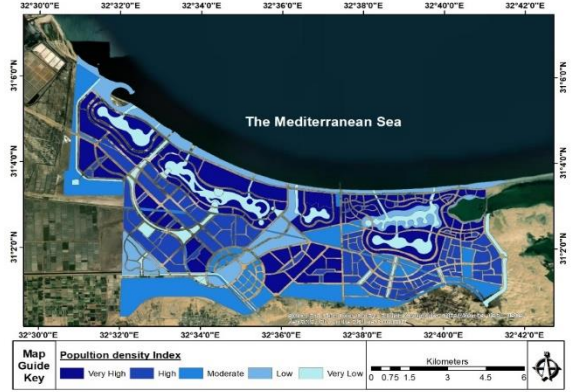 32°30'0"E 32°32'0"E 32°34'0"E 32°36'0"E 32°38'0"E 32°40'0"E 32°42'0"E
31°6'0"N 31°6'0"N
The Mediterranean Sea
31°4'0"N 31°4'0"N
31°2'0"N 31°2'0"N
32°30'0"E 32°32'0"E 32°34'0"E 32°36'0"E 32°38'0"E 32°40'0"E 32°42'0"E
Map Guide Key
Popultion density Index
Very High High Moderate Low Very Low
Kilometers
0 0.75 1.5 3 4.5 6